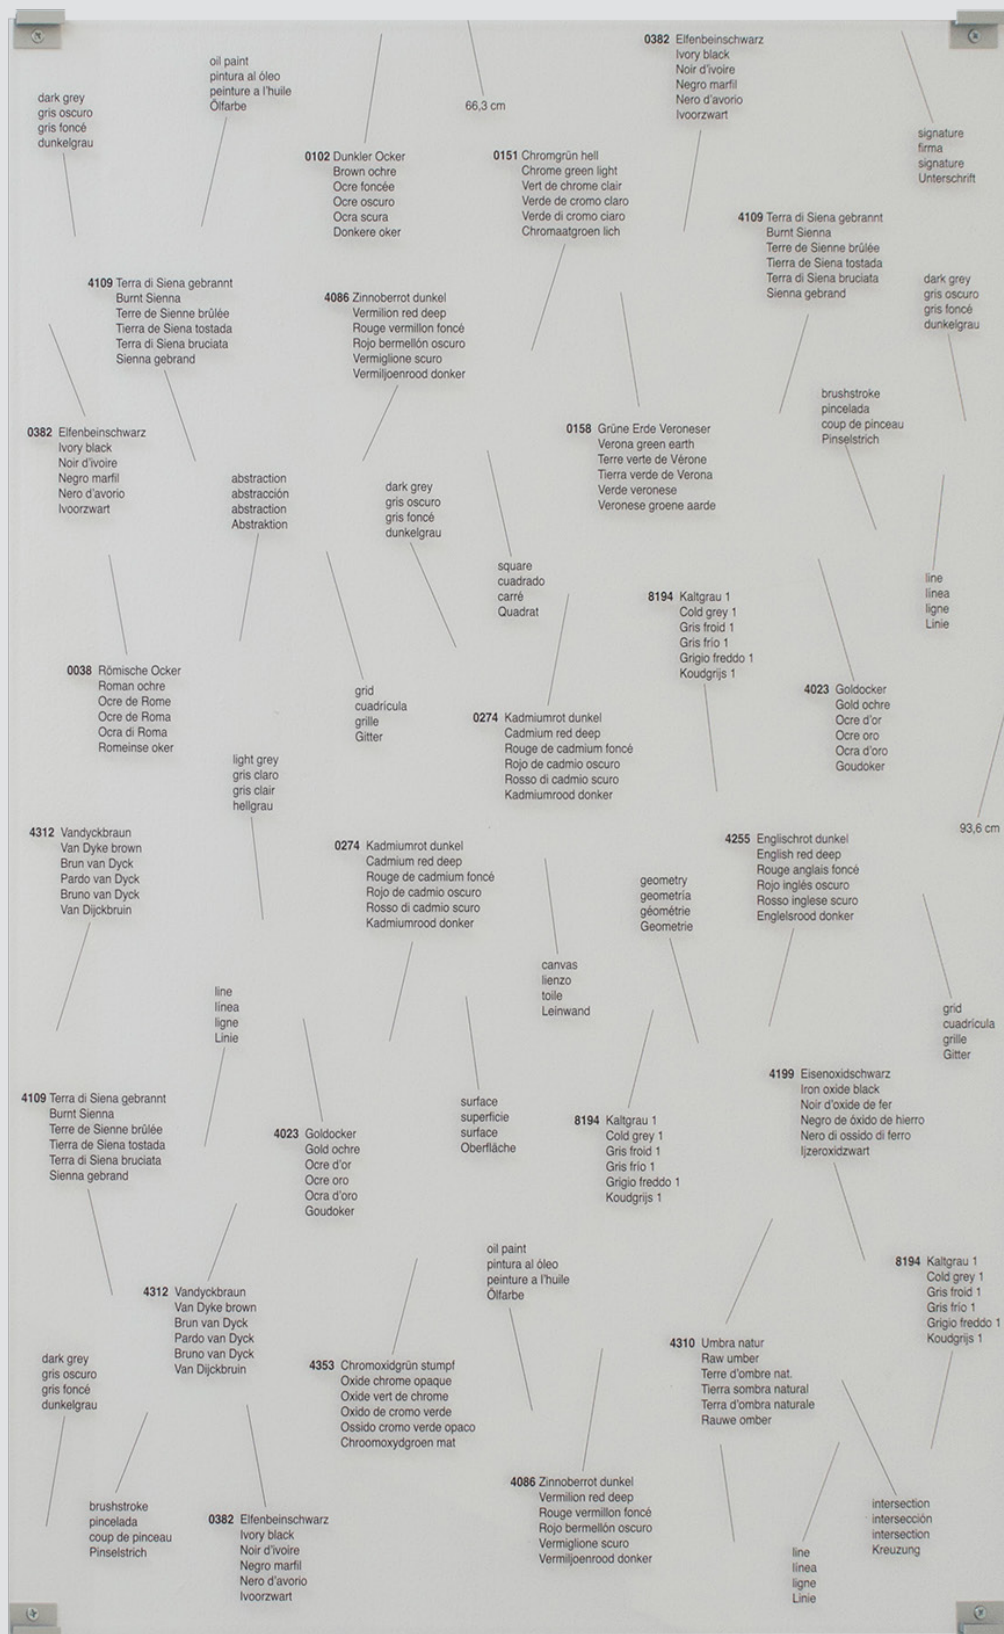 0382 Elfenbeinschwarz
Ivory black
Noir d'ivoire
Negro marfil
Nero d'avorio
Ivoorzwart
oil paint
pintura al óleo
peinture a l'huile
Ölfarbe
dark grey
gris oscuro
gris foncé
dunkelgrau
66,3 cm
signature
firma
signature
Unterschrift
0102 Dunkler Ocker
Brown ochre
Ocre foncée
Ocre oscuro
Ocra scura
Donkere oker
0151 Chromgrün hell
Chrome green light
Vert de chrome clair
Verde de cromo claro
Verde di cromo ciaro
Chromaatgroen lich
4109 Terra di Siena gebrannt
Burnt Sienna
Terre de Sienne brûlée
Tierra de Siena tostada
Terra di Siena bruciata
Sienna gebrand
dark grey
gris oscuro
gris foncé
dunkelgrau
4109 Terra di Siena gebrannt
Burnt Sienna
Terre de Sienne brûlée
Tierra de Siena tostada
Terra di Siena bruciata
Sienna gebrand
4086 Zinnoberrot dunkel
Vermilion red deep
Rouge vermillon foncé
Rojo bermellón oscuro
Vermiglione scuro
Vermiljoenrood donker
brushstroke
pincelada
coup de pinceau
Pinselstrich
0382 Elfenbeinschwarz
Ivory black
Noir d'ivoire
Negro marfil
Nero d'avorio
Ivoorzwart
0158 Grüne Erde Veroneser
Verona green earth
Terre verte de Vérone
Tierra verde de Verona
Verde veronese
Veronese groene aarde
abstraction
abstracción
abstraction
Abstraktion
dark grey
gris oscuro
gris foncé
dunkelgrau
square
cuadrado
carré
Quadrat
line
línea
ligne
Linie
8194 Kaltgrau 1
Cold grey 1
Gris froid 1
Gris frío 1
Grigio freddo 1
Koudgrijs 1
0038 Römische Ocker
Roman ochre
Ocre de Rome
Ocre de Roma
Ocra di Roma
Romeinse oker
grid
cuadrícula
grille
Gitter
4023 Goldocker
Gold ochre
Ocre d'or
Ocre oro
Ocra d'oro
Goudoker
0274 Kadmiumrot dunkel
Cadmium red deep
Rouge de cadmium foncé
Rojo de cadmio oscuro
Rosso di cadmio scuro
Kadmiumrood donker
light grey
gris claro
gris clair
hellgrau
93,6 cm
4312 Vandyckbraun
Van Dyke brown
Brun van Dyck
Pardo van Dyck
Bruno van Dyck
Van Dijckbruin
0274 Kadmiumrot dunkel
Cadmium red deep
Rouge de cadmium foncé
Rojo de cadmio oscuro
Rosso di cadmio scuro
Kadmiumrood donker
4255 Englischrot dunkel
English red deep
Rouge anglais foncé
Rojo inglés oscuro
Rosso inglese scuro
Englelsrood donker
geometry
geometría
géométrie
Geometrie
canvas
lienzo
toile
Leinwand
line
línea
ligne
Linie
grid
cuadrícula
grille
Gitter
4199 Eisenoxidschwarz
Iron oxide black
Noir d'oxide de fer
Negro de óxido de hierro
Nero di ossido di ferro
Ijzeroxidzwart
4109 Terra di Siena gebrannt
Burnt Sienna
Terre de Sienne brûlée
Tierra de Siena tostada
Terra di Siena bruciata
Sienna gebrand
surface
superficie
surface
Oberfläche
8194 Kaltgrau 1
Cold grey 1
Gris froid 1
Gris frío 1
Grigio freddo 1
Koudgrijs 1
4023 Goldocker
Gold ochre
Ocre d'or
Ocre oro
Ocra d'oro
Goudoker
oil paint
pintura al óleo
peinture a l'huile
Ölfarbe
8194 Kaltgrau 1
Cold grey 1
Gris froid 1
Gris frío 1
Grigio freddo 1
Koudgrijs 1
4312 Vandyckbraun
Van Dyke brown
Brun van Dyck
Pardo van Dyck
Bruno van Dyck
Van Dijckbruin
4310 Umbra natur
Raw umber
Terre d'ombre nat.
Tierra sombra natural
Terra d'ombra naturale
Rauwe omber
dark grey
gris oscuro
gris foncé
dunkelgrau
4353 Chromoxidgrün stumpf
Oxide chrome opaque
Oxide vert de chrome
Oxido de cromo verde
Ossido cromo verde opaco
Chroomoxydgroen mat
4086 Zinnoberrot dunkel
Vermilion red deep
Rouge vermillon foncé
Rojo bermellón oscuro
Vermiglione scuro
Vermiljoenrood donker
brushstroke
pincelada
coup de pinceau
Pinselstrich
0382 Elfenbeinschwarz
Ivory black
Noir d'ivoire
Negro marfil
Nero d'avorio
Ivoorzwart
intersection
intersección
intersection
Kreuzung
line
línea
ligne
Linie